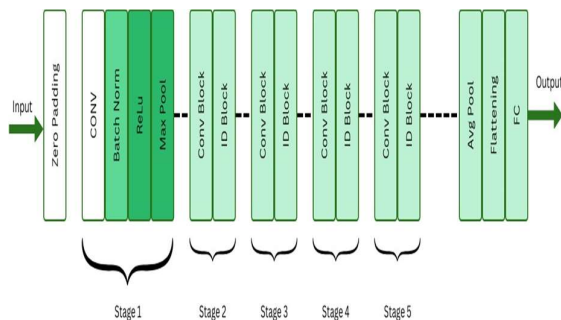 Input
Zero Padding
CONV
Batch Norm
ReLu
Max Pool
Conv Block
ID Block
Conv Block
ID Block
Conv Block
ID Block
Conv Block
ID Block
Avg Pool
Flattening
FC
Output
Stage 1
Stage 2
Stage 3
Stage 4
Stage 5